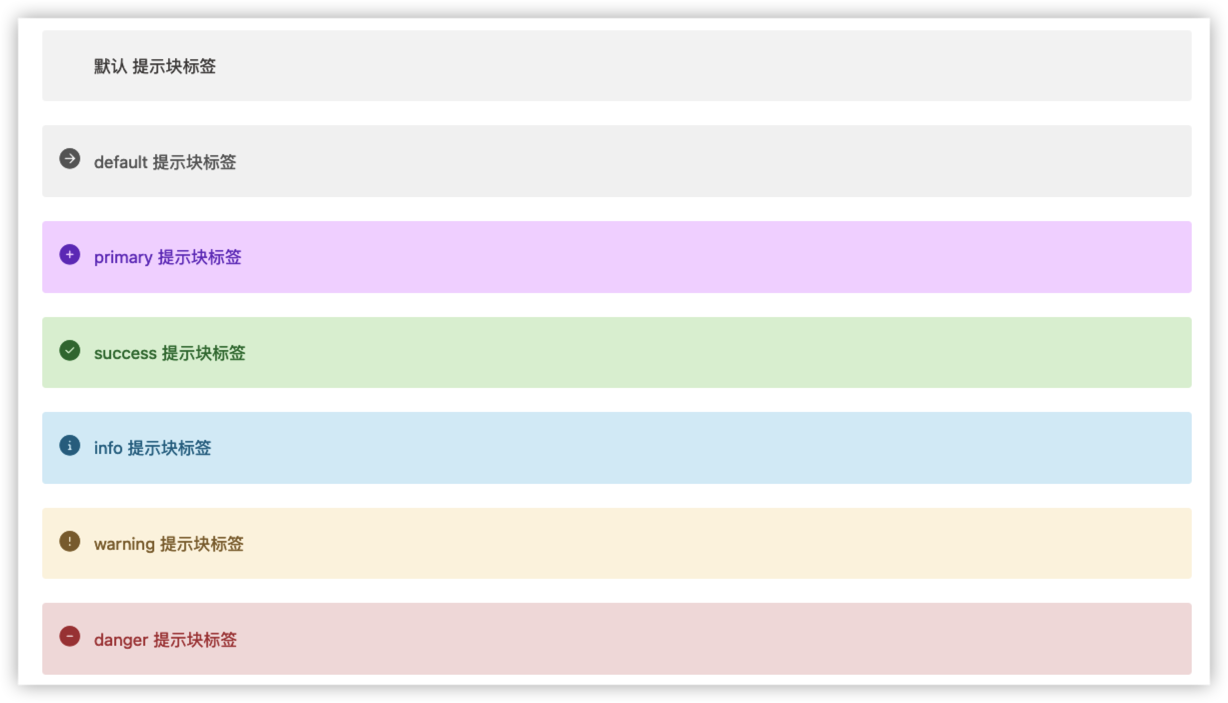 默认 提示块标签
default 提示块标签
primary 提示块标签
success 提示块标签
info 提示块标签
warning 提示块标签
danger 提示块标签